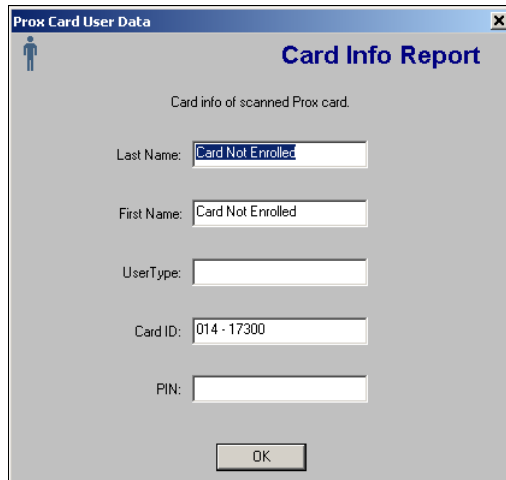 Prox Card User Data
Card Info Report
Card info of scanned Prox card.
Last Name: Card Not Enrolled
First Name: Card Not Enrolled
UserType:
Card ID: 014 - 17300
PIN:
OK